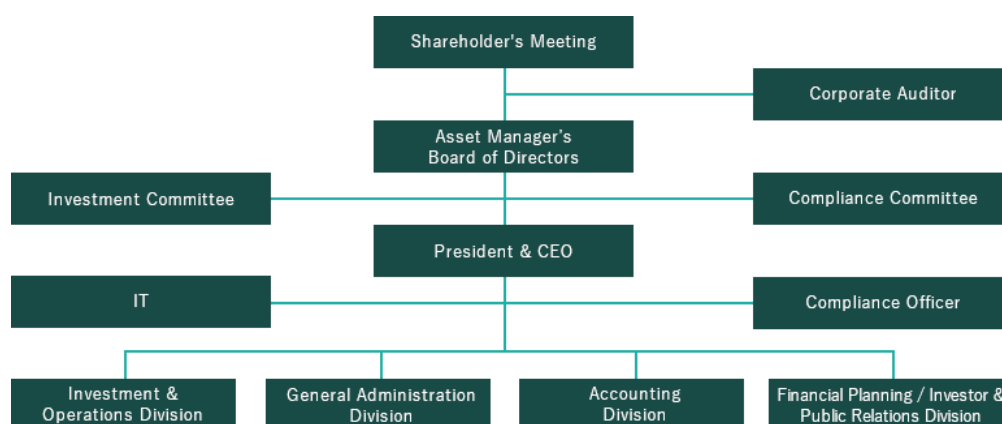 Shareholder's Meeting
Corporate Auditor
Asset Manager's
Board of Directors
Investment Committee
Compliance Committee
President & CEO
IT
Compliance Officer
Investment &
Operations Division
General Administration
Division
Accounting
Division
Financial Planning / Investor &
Public Relations Division